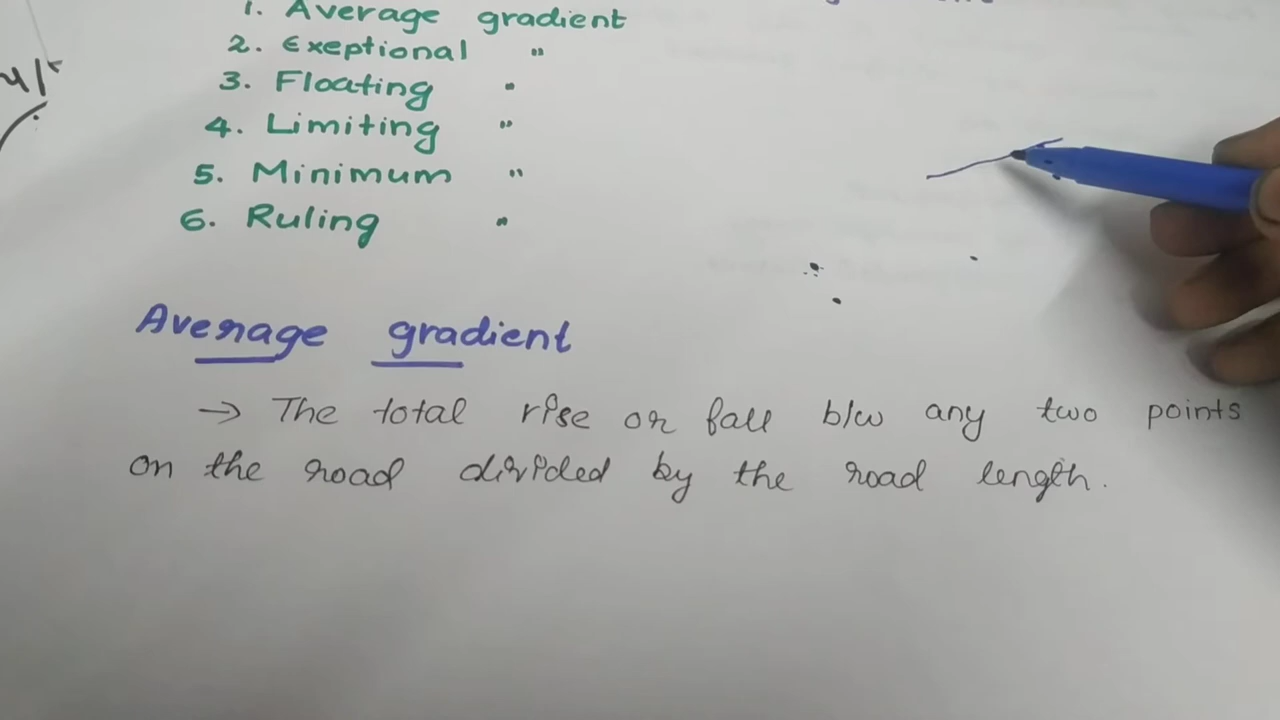 1. Average gradient
2. Exeptional "
3. Floating "
4. Limiting "
5. Minimum "
6. Ruling "
Average gradient
→ The total rise or fall b/w any two points
on the road divided by the road length.